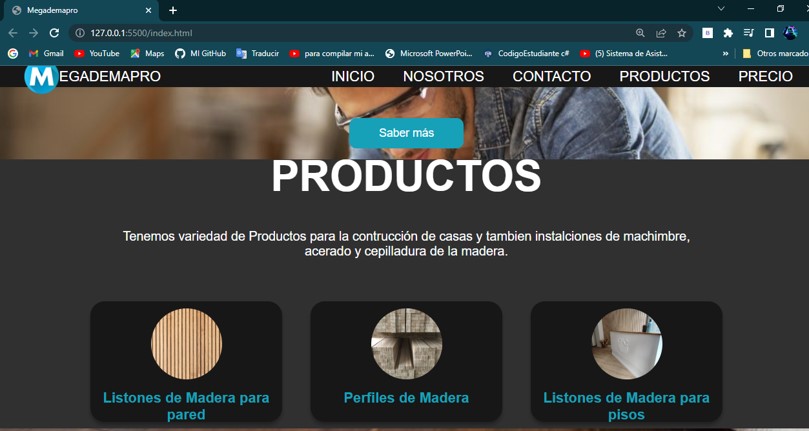 Megademapro
127.0.0.1:5500/index.html
Gmail YouTube Maps MI GitHub Traducir para compilar mi a... Microsoft PowerPoi... CodigoEstudiante c# (5) Sistema de Asist... » Otros marcado
MEGADEMAPRO INICIO NOSOTROS CONTACTO PRODUCTOS PRECIO
Saber más
PRODUCTOS
Tenemos variedad de Productos para la contrucción de casas y tambien instalciones de machimbre,
acerado y cepilladura de la madera.
Listones de Madera para
pared
Perfiles de Madera
Listones de Madera para
pisos